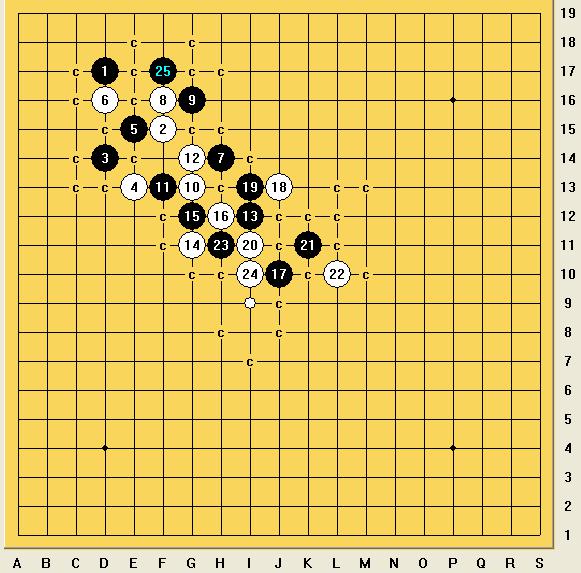 19
c c 18
c 1 c 25 c c 17
c 6 c 8 9 16
c 5 2 c c 15
c 3 c 12 7 c 14
c c 4 11 10 c 19 18 c c 13
c 15 16 13 c c c 12
c 14 23 20 c 21 c 11
c c 24 17 c 22 c 10
c 9
c c 8
c 7
6
5
4
3
2
1
A B C D E F G H I J K L M N O P Q R S